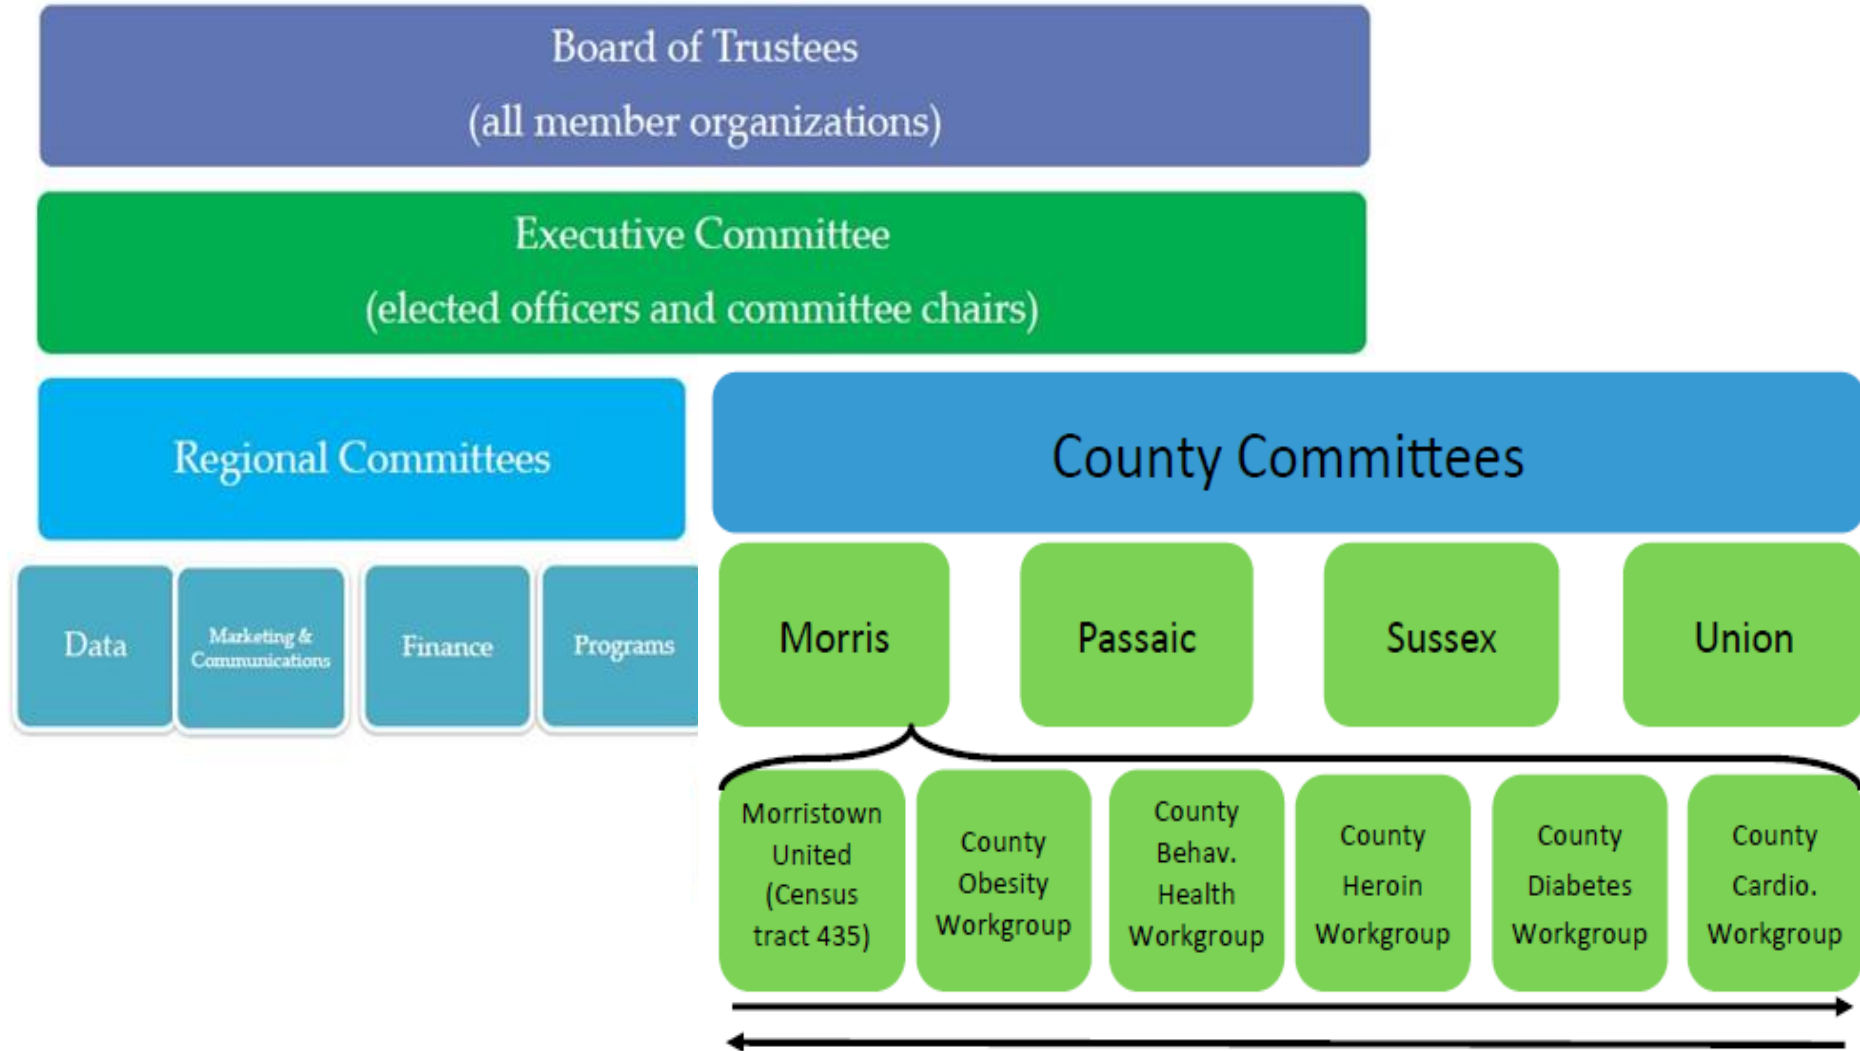 Board of Trustees
(all member organizations)
Executive Committee
(elected officers and committee chairs)
Regional Committees
County Committees
Data
Marketing &
Communications
Finance
Programs
Morris
Passaic
Sussex
Union
Morristown
United
(Census
tract 435)
County
Obesity
Workgroup
County
Behav.
Health
Workgroup
County
Heroin
Workgroup
County
Diabetes
Workgroup
County
Cardio.
Workgroup